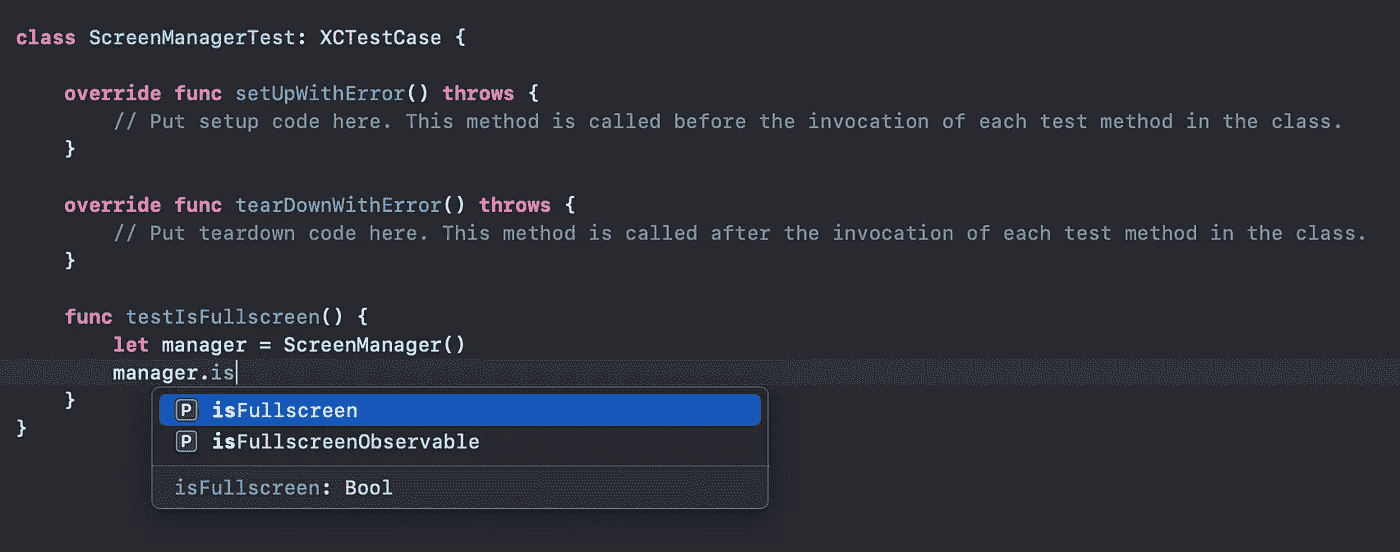 class ScreenManagerTest: XCTestCase {
override func setUpWithError() throws {
// Put setup code here. This method is called before the invocation of each test method in the class.
}
override func tearDownWithError() throws {
// Put teardown code here. This method is called after the invocation of each test method in the class.
}
func testIsFullscreen() {
let manager = ScreenManager()
manager.is
}
P isFullscreen
}
P isFullscreenObservable
isFullscreen: Bool